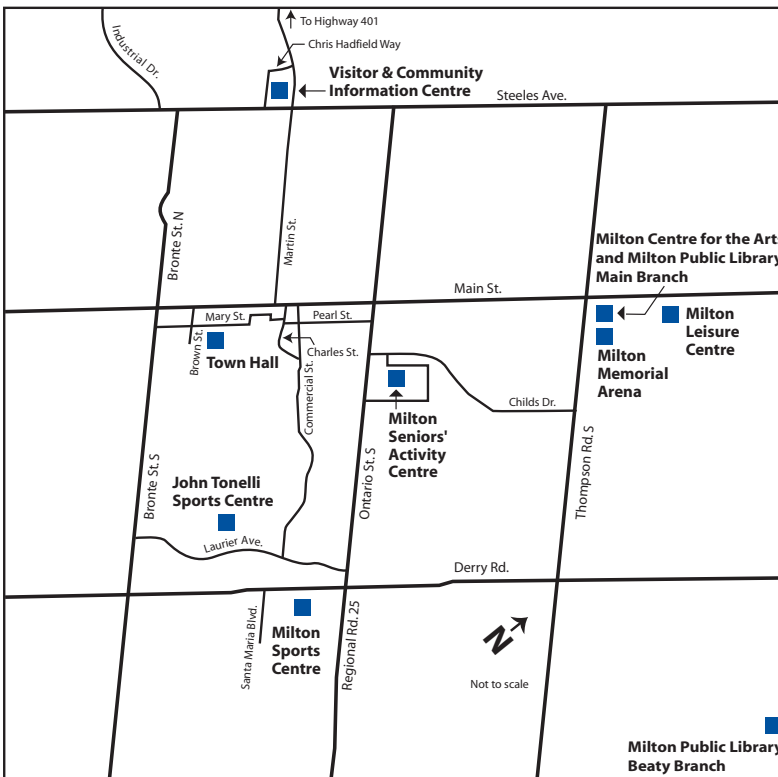 To Highway 401
Industrial Dr.
Chris Hadfield Way
Visitor & Community
Information Centre
Steeles Ave.
Bronte St. N
Martin St.
Milton Centre for the Art
and Milton Public Library
Main Branch
Main St.
Mary St.
Pearl St.
Brown St.
Town Hall
Charles St.
Commercial St.
Milton
Leisure
Centre
Milton
Memorial
Arena
Childs Dr.
Milton
Seniors'
Activity
Centre
Bronte St. S
Ontario St. S
Thompson Rd. S
John Tonelli
Sports Centre
Laurier Ave.
Derry Rd.
Santa Maria Blvd.
Milton
Sports
Centre
Regional Rd. 25
N
Not to scale
Milton Public Library
Beaty Branch